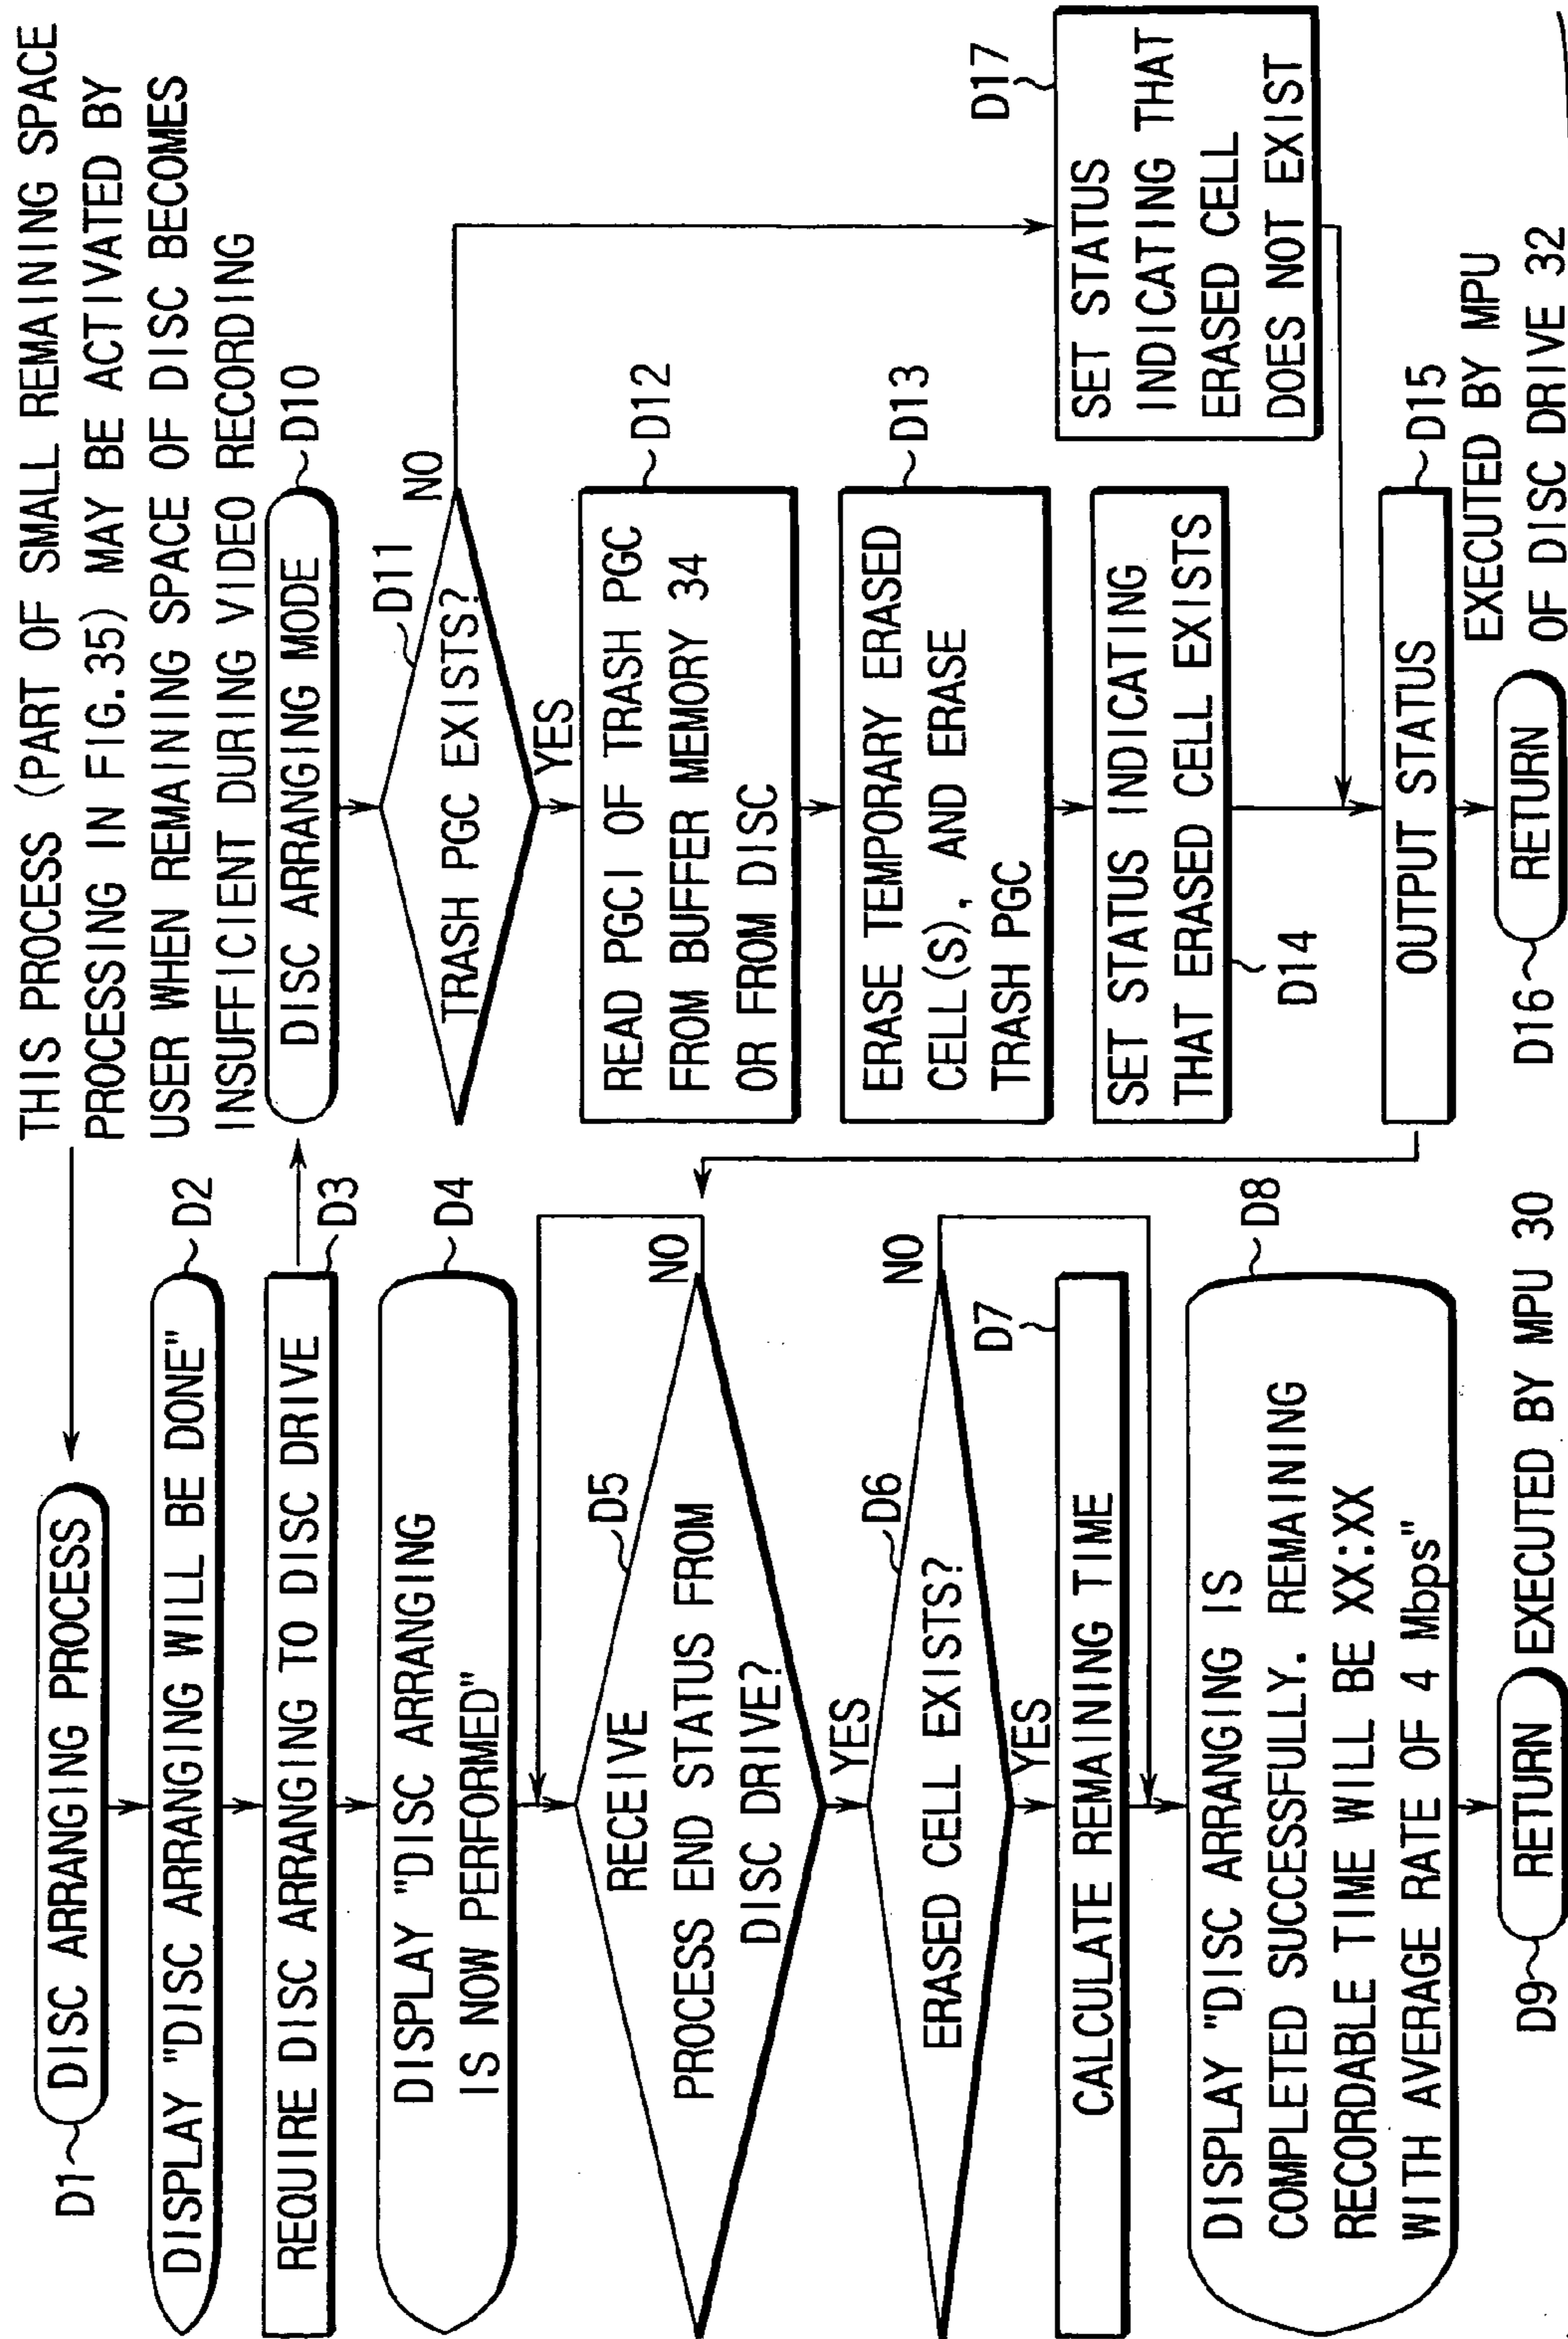 THIS PROCESS (PART OF SMALL REMAINING SPACE
PROCESSING IN FIG.35) MAY BE ACTIVATED BY
USER WHEN REMAINING SPACE OF DISC BECOMES
INSUFFICIENT DURING VIDEO RECORDING
D1
DISC ARRANGING PROCESS
DISPLAY "DISC ARRANGING WILL BE DONE"
D2
REQUIRE DISC ARRANGING TO DISC DRIVE
D3
DISPLAY "DISC ARRANGING
IS NOW PERFORMED"
D4
RECEIVE
PROCESS END STATUS FROM
DISC DRIVE?
D5
NO
YES
ERASED CELL EXISTS?
D6
NO
YES
CALCULATE REMAINING TIME
D7
DISPLAY "DISC ARRANGING IS
COMPLETED SUCCESSFULLY. REMAINING
RECORDABLE TIME WILL BE XX:XX
WITH AVERAGE RATE OF 4 Mbps"
D8
D9
RETURN
EXECUTED BY MPU 30
DISC ARRANGING MODE
D10
TRASH PGC EXISTS?
D11
NO
YES
READ PGCI OF TRASH PGC
FROM BUFFER MEMORY 34
OR FROM DISC
D12
ERASE TEMPORARY ERASED
CELL(S), AND ERASE
TRASH PGC
D13
SET STATUS INDICATING
THAT ERASED CELL EXISTS
D14
SET STATUS
INDICATING THAT
ERASED CELL
DOES NOT EXIST
D17
OUTPUT STATUS
D15
D16
RETURN
EXECUTED BY MPU
OF DISC DRIVE 32